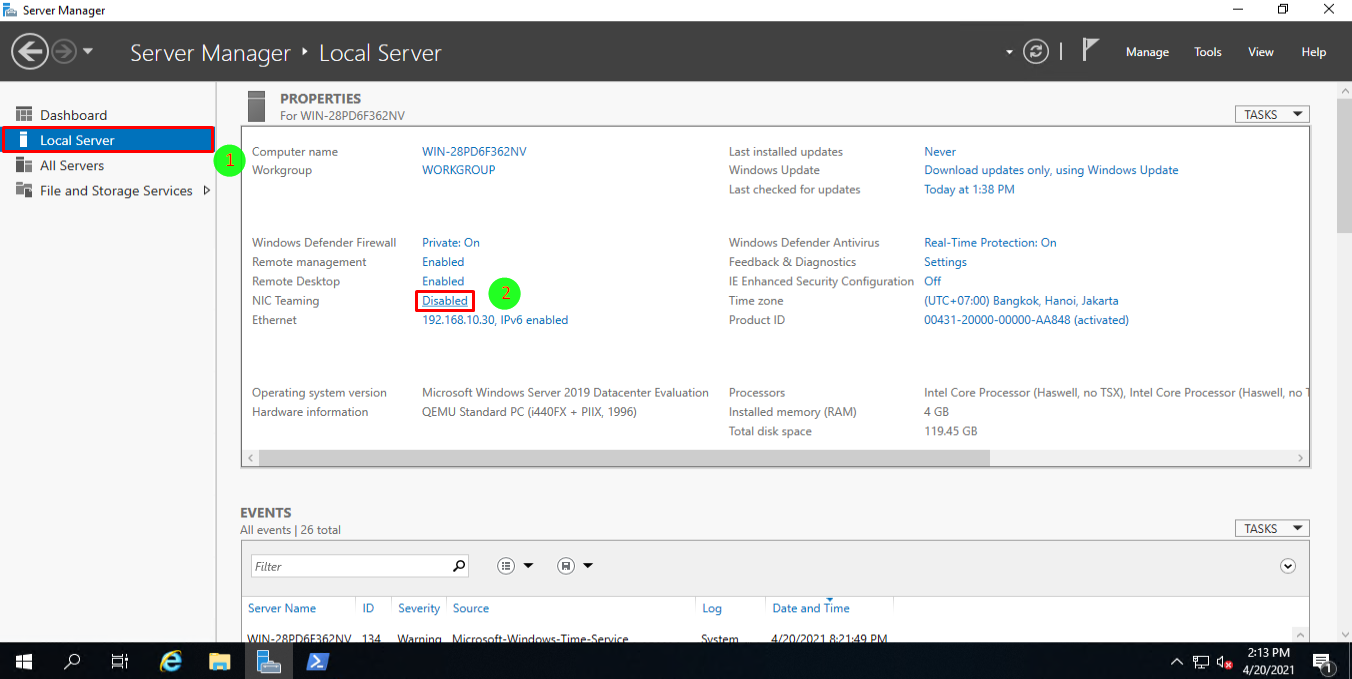 Server Manager
Server Manager ‣ Local Server
Manage Tools View Help
Dashboard
Local Server
All Servers
File and Storage Services
1
PROPERTIES
For WIN-28PD6F362NV
TASKS
Computer name WIN-28PD6F362NV Last installed updates Never
Workgroup WORKGROUP Windows Update Download updates only, using Windows Update
Last checked for updates Today at 1:38 PM
Windows Defender Firewall Private: On Windows Defender Antivirus Real-Time Protection: On
Remote management Enabled Feedback & Diagnostics Settings
Remote Desktop Enabled IE Enhanced Security Configuration Off
NIC Teaming Disabled 2 Time zone (UTC+07:00) Bangkok, Hanoi, Jakarta
Ethernet 192.168.10.30, IPv6 enabled Product ID 00431-20000-00000-AA848 (activated)
Operating system version Microsoft Windows Server 2019 Datacenter Evaluation Processors Intel Core Processor (Haswell, no TSX), Intel Core Processor (Haswell, no
Hardware information QEMU Standard PC (i440FX + PIIX, 1996) Installed memory (RAM) 4 GB
Total disk space 119.45 GB
EVENTS
All events | 26 total
TASKS
Filter
Server Name ID Severity Source Log Date and Time
WIN-28PD6F362NV 134 Warning Microsoft-Windows-Time-Service System 4/20/2021 8:21:49 PM
2:13 PM
4/20/2021
1